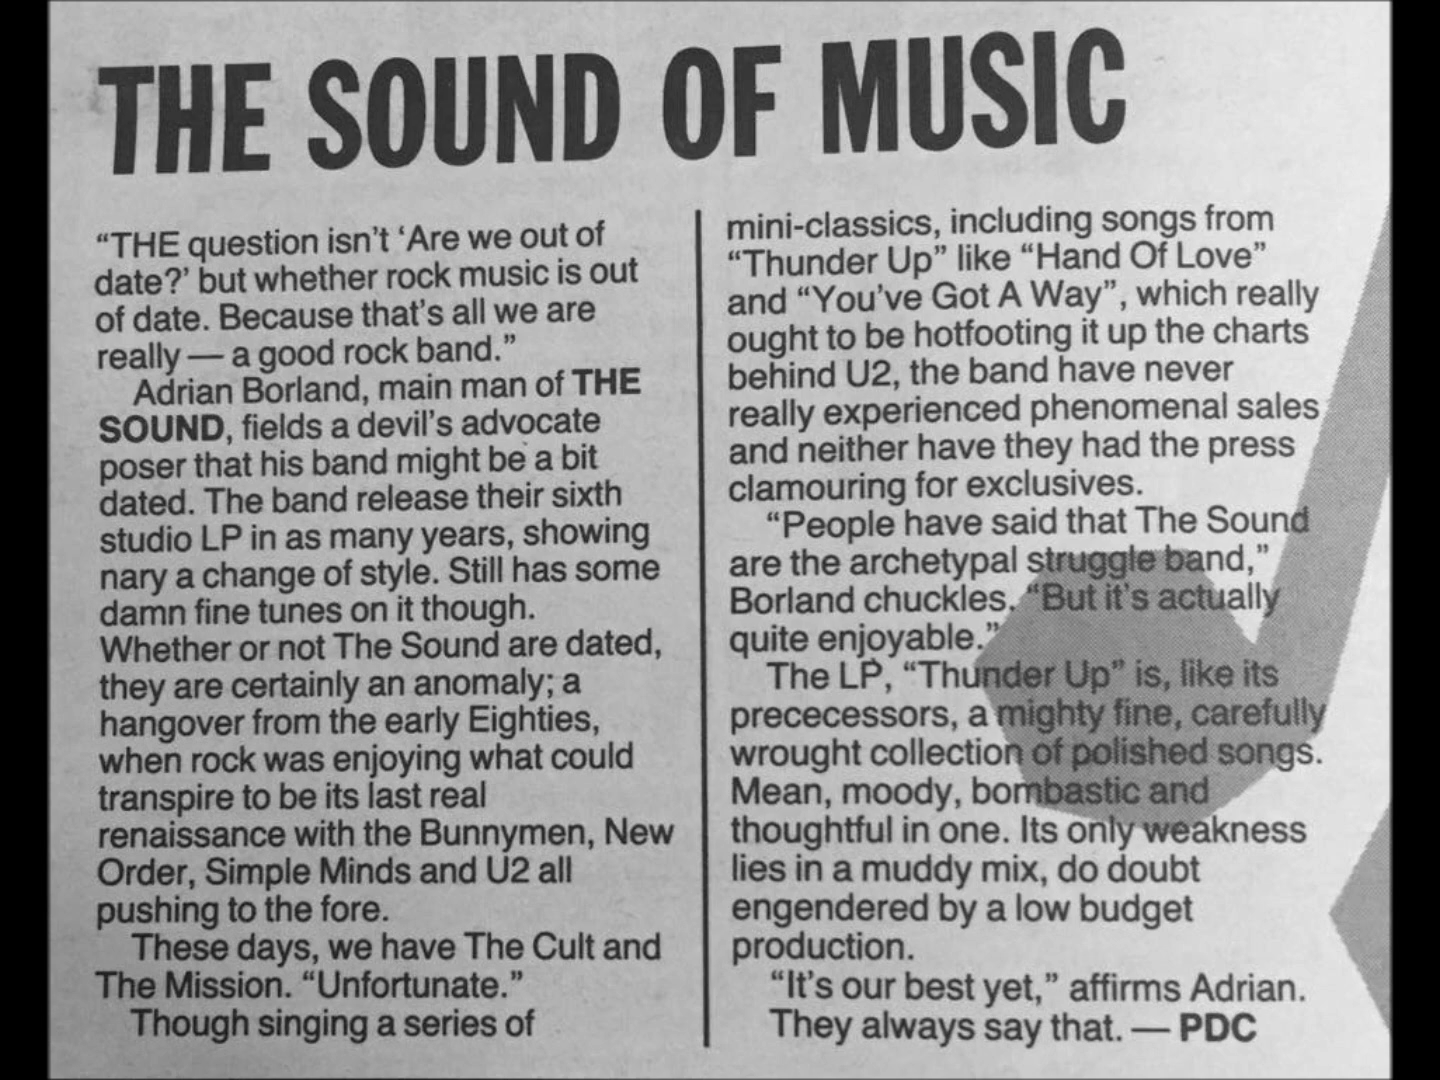 THE SOUND OF MUSIC
“THE question isn’t ‘Are we out of
date?’ but whether rock music is out
of date. Because that’s all we are
really — a good rock band.”
Adrian Borland, main man of THE
SOUND, fields a devil’s advocate
poser that his band might be a bit
dated. The band release their sixth
studio LP in as many years, showing
nary a change of style. Still has some
damn fine tunes on it though.
Whether or not The Sound are dated,
they are certainly an anomaly; a
hangover from the early Eighties,
when rock was enjoying what could
transpire to be its last real
renaissance with the Bunnymen, New
Order, Simple Minds and U2 all
pushing to the fore.
These days, we have The Cult and
The Mission. “Unfortunate.”
Though singing a series of
mini-classics, including songs from
“Thunder Up” like “Hand Of Love”
and “You’ve Got A Way”, which really
ought to be hotfooting it up the charts
behind U2, the band have never
really experienced phenomenal sales
and neither have they had the press
clamouring for exclusives.
“People have said that The Sound
are the archetypal struggle band,”
Borland chuckles. “But it’s actually
quite enjoyable.”
The LP, “Thunder Up” is, like its
prececessors, a mighty fine, carefully
wrought collection of polished songs.
Mean, moody, bombastic and
thoughtful in one. Its only weakness
lies in a muddy mix, do doubt
engendered by a low budget
production.
“It’s our best yet,” affirms Adrian.
They always say that. — PDC